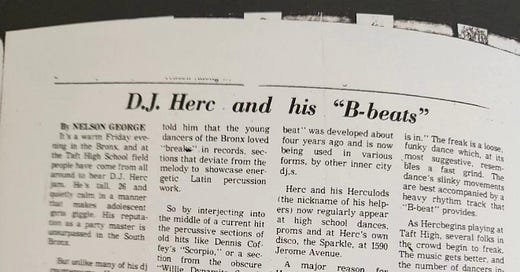 D.J. Herc and his "B-beats"
By NELSON GEORGE
It's a warm Friday eve-
ning in the Bronx, and at
the Taft High School field
people have come from all
around to hear D.J. Herc
jam. He's tall, 26 and
quietly calm in a manner
that makes adolescent
girls giggle. His reputa-
tion as a party master is
unsurpassed in the South
Bronx.
But unlike many of his dj
told him that the young
dancers of the Bronx loved
"breaks" in records, sec-
tions that deviate from the
melody to showcase ener-
getic Latin percussion
work.
So by interjecting into
the middle of a current hit
the percussive sections of
old hits like Dennis Cof-
fey's "Scorpio," or a sec-
tion from the obscure
"Willie Dynamite
beat" was developed about
four years ago and is now
being used in various
forms, by other inner city
dj,s.
Herc and his Herculods
(the nickname of his help-
ers) now regularly appear
at high school dances,
proms and at Herc's own
disco, the Sparkle, at 1590
Jerome Avenue.
A major reason for
is in." The freak is a loose,
funky dance which, at its
most suggestive, resem-
bles a fast grind. The
dance's slinky movements
are best accompanied by a
heavy rhythm track that
"B-beat" provides.
As Hercbegins playing at
Taft High, several folks in
the crowd begin to freak.
The music gets better, and
the number of dancers in-